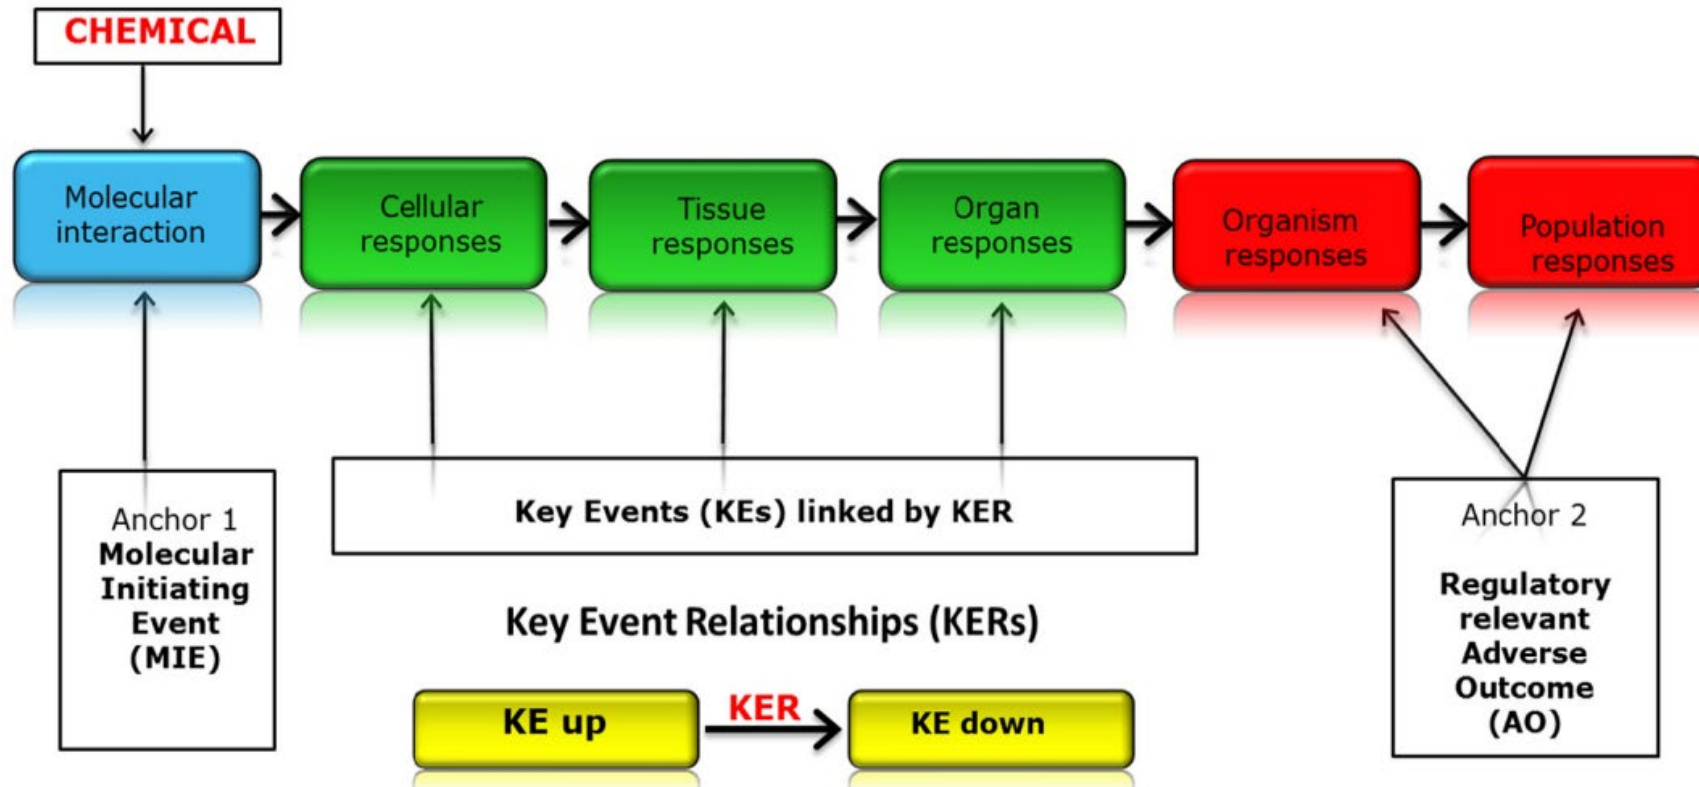 CHEMICAL
Molecular
interaction
Cellular
responses
Tissue
responses
Organ
responses
Organism
responses
Population
responses
Anchor 1
Molecular
Initiating
Event
(MIE)
Key Events (KEs) linked by KER
Anchor 2
Regulatory
relevant
Adverse
Outcome
(AO)
Key Event Relationships (KERs)
KE up
KER
KE down